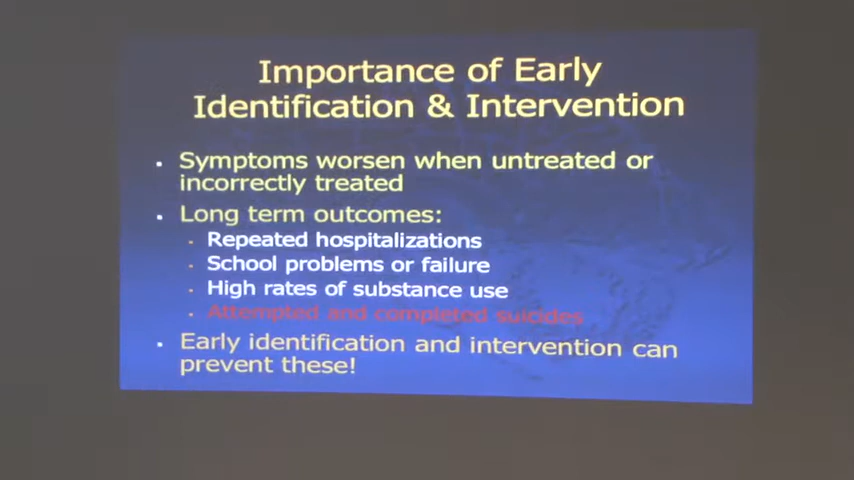 Importance of Early
Identification & Intervention
• Symptoms worsen when untreated or
incorrectly treated
• Long term outcomes:
• Repeated hospitalizations
• School problems or failure
• High rates of substance use
• Attempted and completed suicides
• Early identification and intervention can
prevent these!